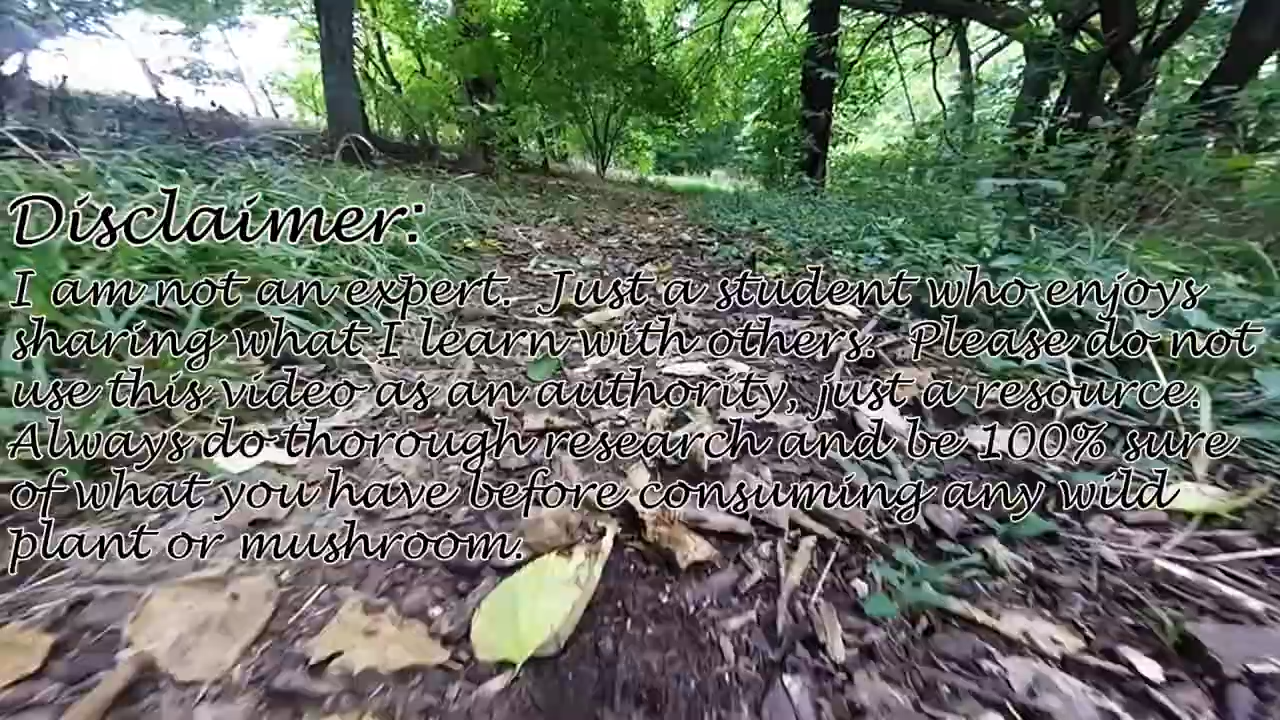 Disclaimer:
I am not an expert. Just a student who enjoys
sharing what I learn with others. Please do not
use this video as an authority, just a resource.
Always do thorough research and be 100% sure
of what you have before consuming any wild
plant or mushroom.